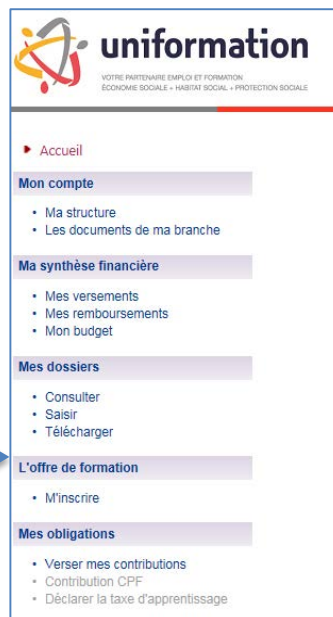 uniformation
VOTRE PARTENAIRE EMPLOI ET FORMATION
ÉCONOMIE SOCIALE + HABITAT SOCIAL + PROTECTION SOCIALE
Accueil
Mon compte
• Ma structure
• Les documents de ma branche
Ma synthèse financière
• Mes versements
• Mes remboursements
• Mon budget
Mes dossiers
• Consulter
• Saisir
• Télécharger
L'offre de formation
• M'inscrire
Mes obligations
• Verser mes contributions
• Contribution CPF
• Déclarer la taxe d'apprentissage